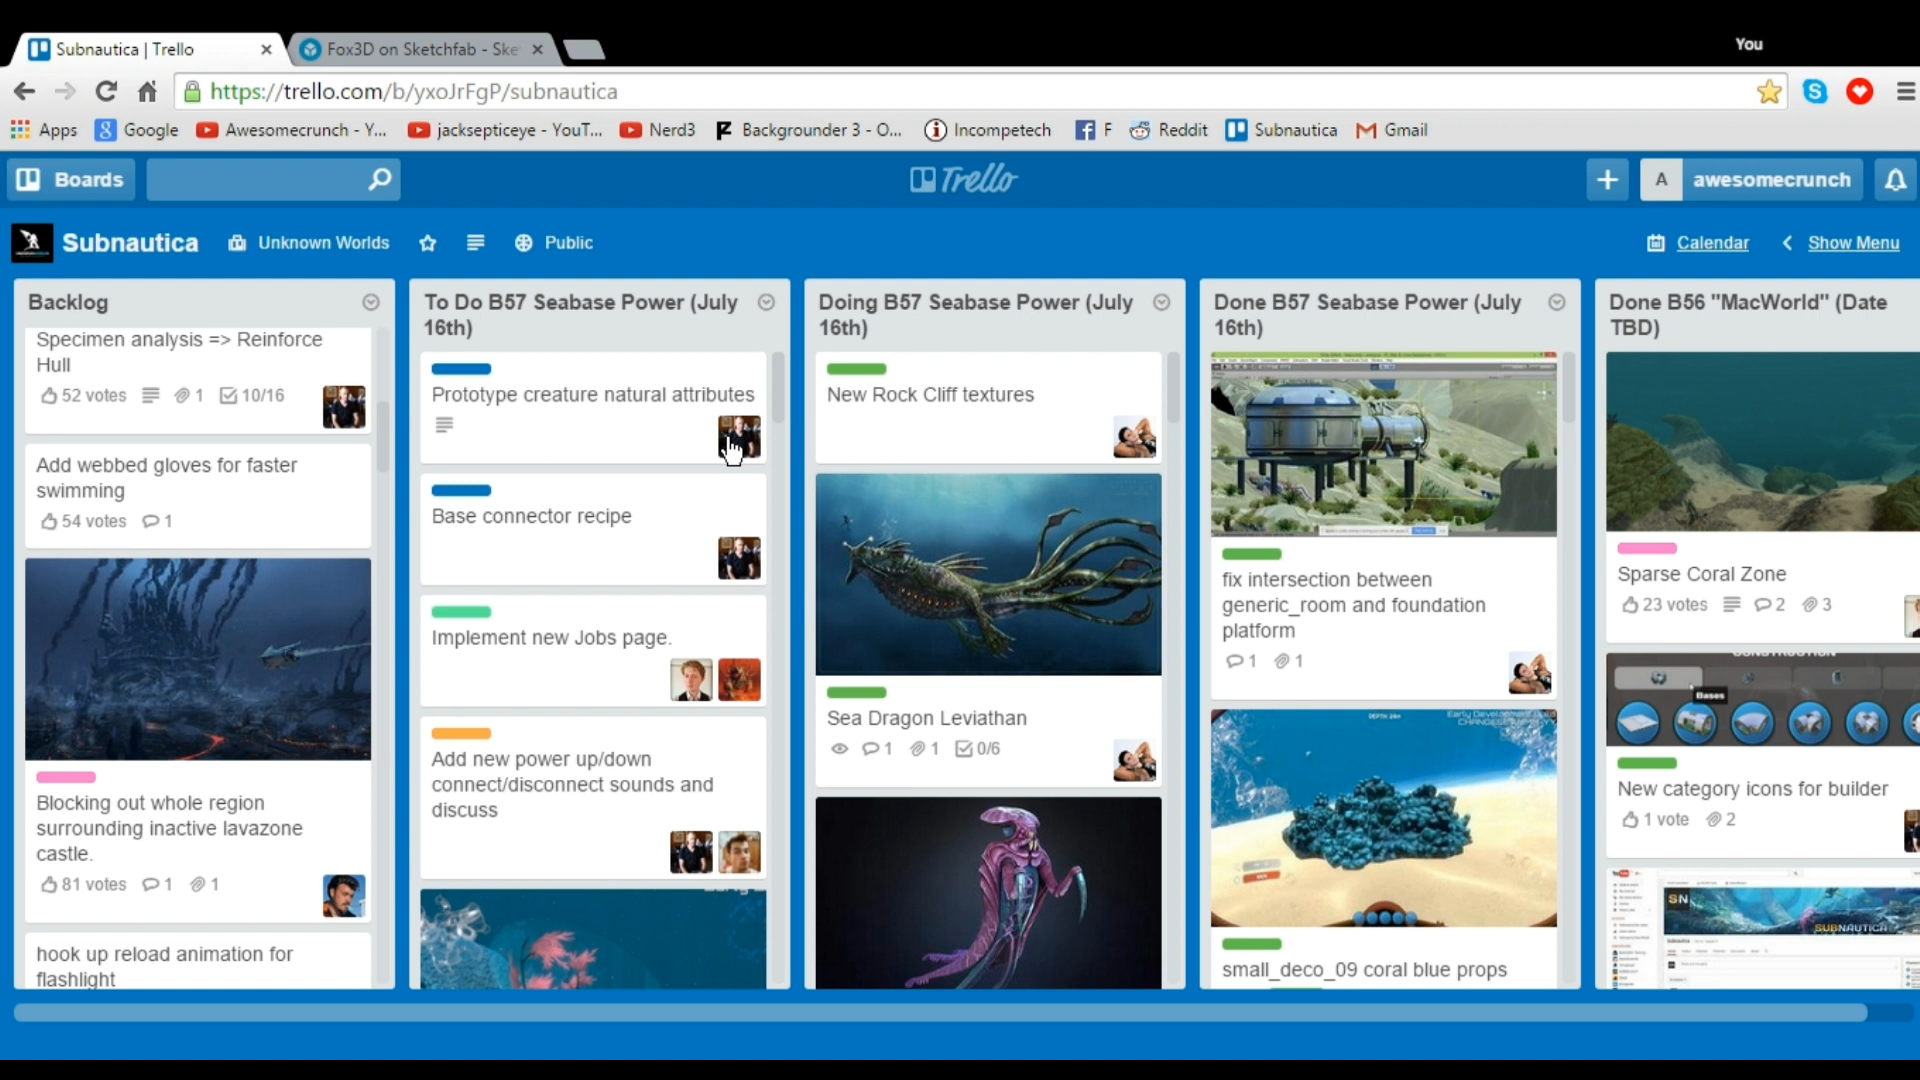 Subnautica | Trello
Fox3D on Sketchfab - Ske
You
https://trello.com/b/yxoJrFgP/subnautica
Apps
Google
Awesomecrunch - Y...
jacksepticeye - YouT...
Nerd3
Backgrounder 3 - O...
Incompetech
F
Reddit
Subnautica
Gmail
Boards
Trello
A
awesomecrunch
Subnautica
Unknown Worlds
Public
Calendar
Show Menu
Backlog
Specimen analysis => Reinforce
Hull
52 votes
1
10/16
Add webbed gloves for faster
swimming
54 votes
1
Blocking out whole region
surrounding inactive lavazone
castle.
81 votes
1
1
hook up reload animation for
flashlight
To Do B57 Seabase Power (July
16th)
Prototype creature natural attributes
Base connector recipe
Implement new Jobs page.
Add new power up/down
connect/disconnect sounds and
discuss
Doing B57 Seabase Power (July
16th)
New Rock Cliff textures
Sea Dragon Leviathan
1
1
0/6
Done B57 Seabase Power (July
16th)
fix intersection between
generic_room and foundation
platform
1
1
small_deco_09 coral blue props
Done B56 "MacWorld" (Date
TBD)
Sparse Coral Zone
23 votes
2
3
CONSTRUCTION
Bases
New category icons for builder
1 vote
2
SN
SUBNAUTICA